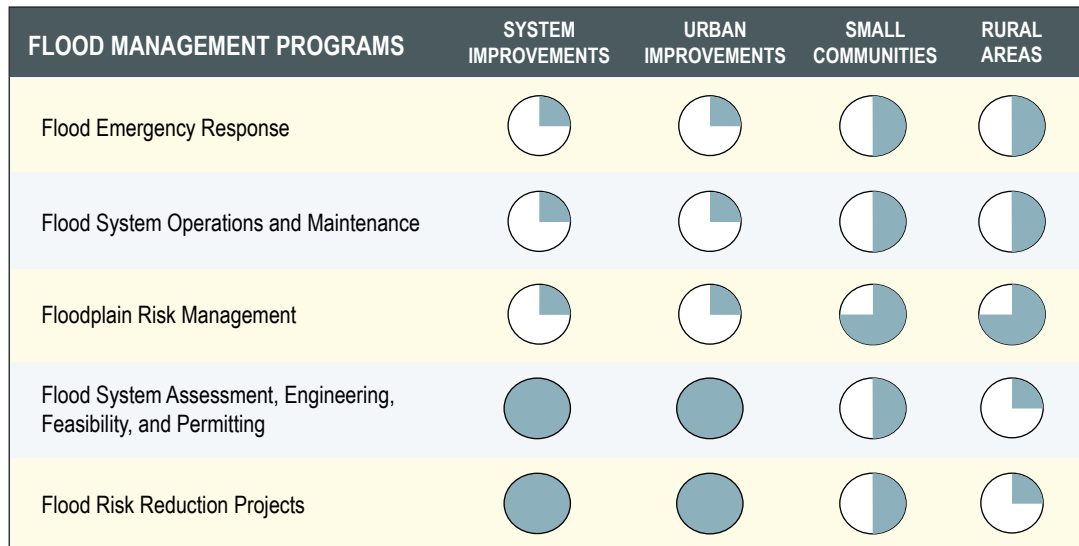 FLOOD MANAGEMENT PROGRAMS
SYSTEM
IMPROVEMENTS
URBAN
IMPROVEMENTS
SMALL
COMMUNITIES
RURAL
AREAS
Flood Emergency Response
Flood System Operations and Maintenance
Floodplain Risk Management
Flood System Assessment, Engineering,
Feasibility, and Permitting
Flood Risk Reduction Projects